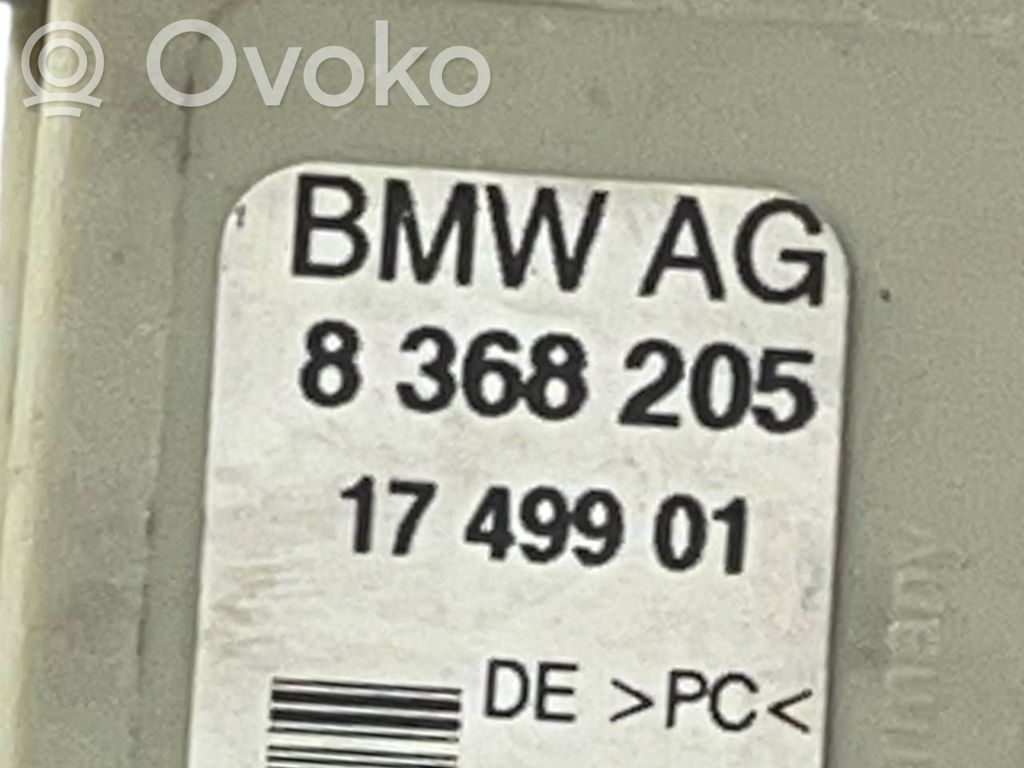 Ovoko
BMW AG
8 368 205
17 499 01
DE >PC<